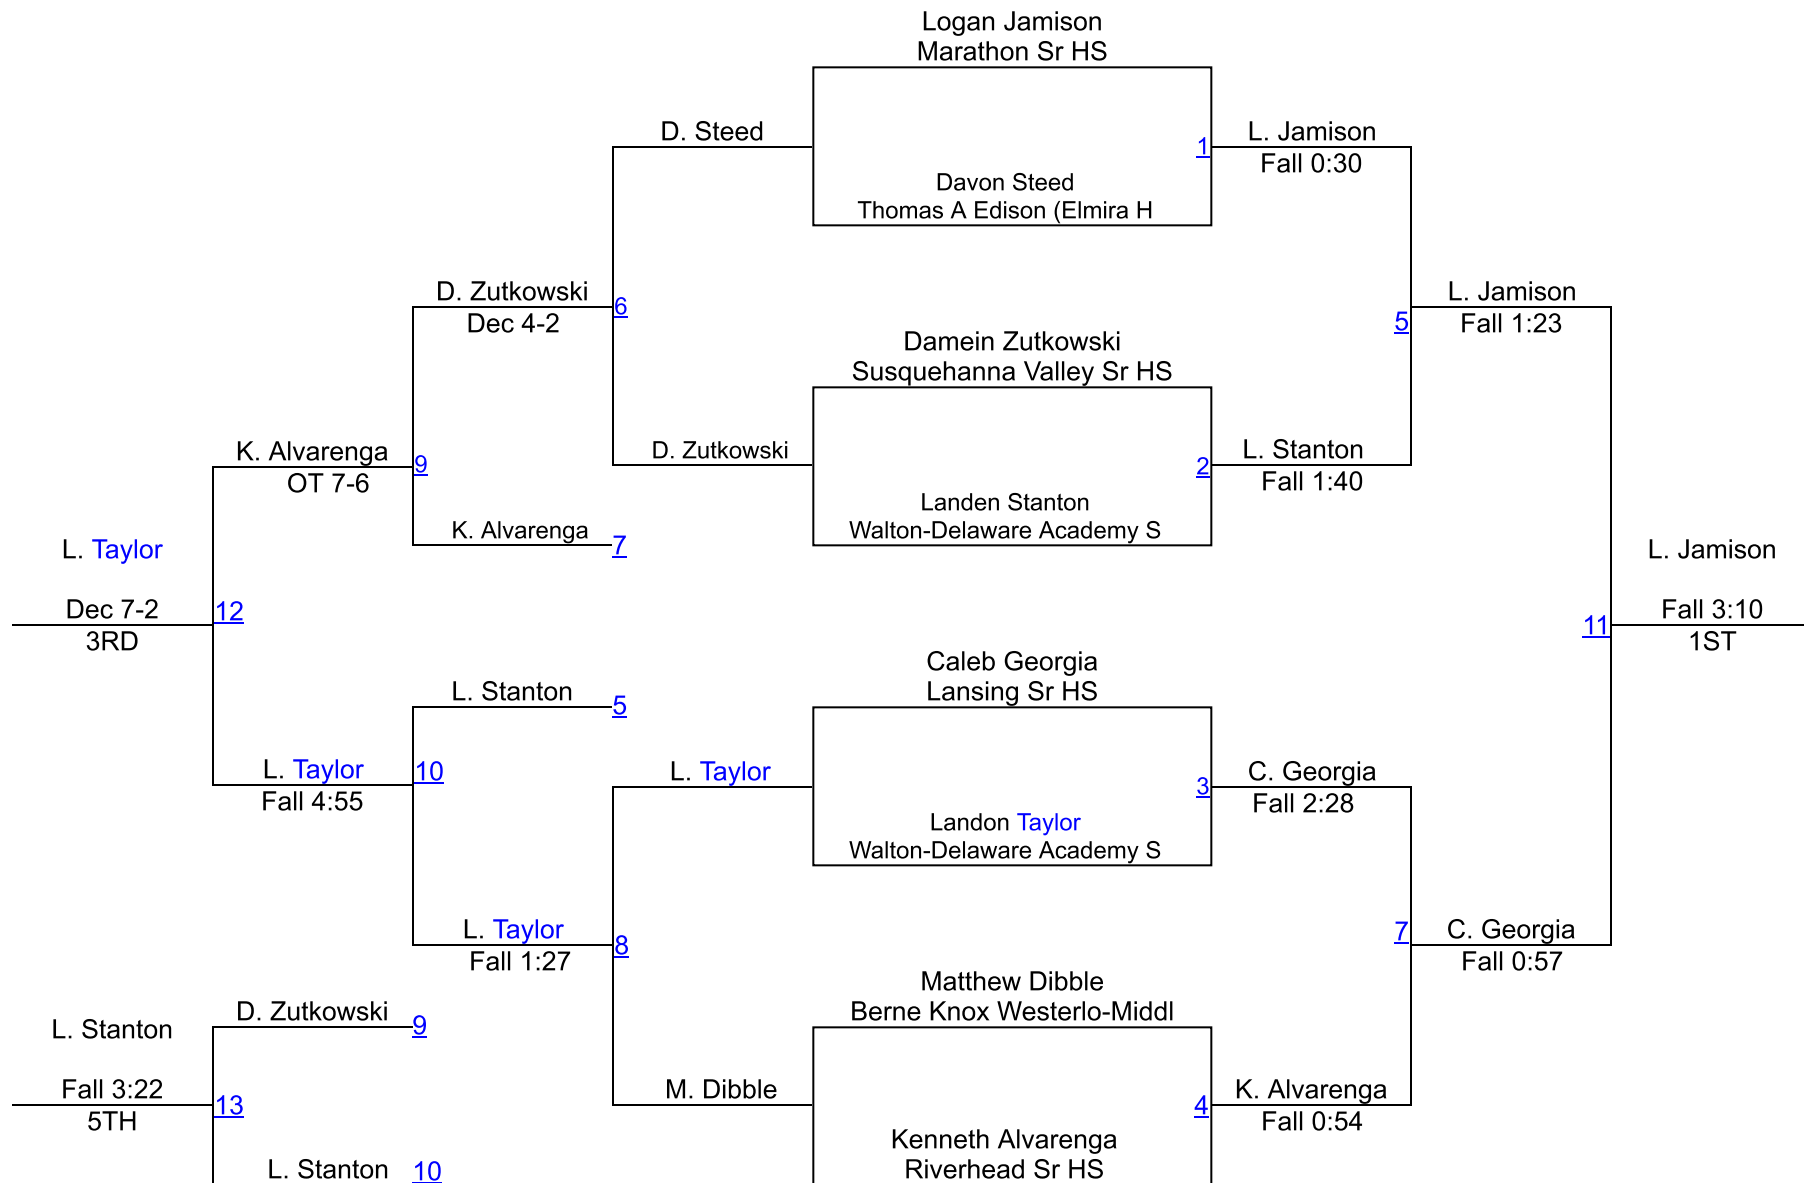 Logan Jamison
Marathon Sr HS
D. Steed
1
L. Jamison
Fall 0:30
Davon Steed
Thomas A Edison (Elmira H
D. Zutkowski
Dec 4-2
6
L. Jamison
Fall 1:23
5
Damein Zutkowski
Susquehanna Valley Sr HS
K. Alvarenga
OT 7-6
9
D. Zutkowski
2
L. Stanton
Fall 1:40
Landen Stanton
Walton-Delaware Academy S
K. Alvarenga
7
L. Taylor
Dec 7-2
3RD
12
L. Jamison
Fall 3:10
1ST
11
Caleb Georgia
Lansing Sr HS
L. Stanton
5
L. Taylor
Fall 4:55
10
L. Taylor
3
C. Georgia
Fall 2:28
Landon Taylor
Walton-Delaware Academy S
L. Taylor
Fall 1:27
8
7
C. Georgia
Fall 0:57
Matthew Dibble
Berne Knox Westerlo-Middl
D. Zutkowski
9
L. Stanton
Fall 3:22
5TH
13
M. Dibble
4
K. Alvarenga
Fall 0:54
Kenneth Alvarenga
Riverhead Sr HS
L. Stanton
10